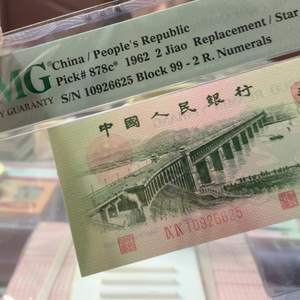 China / People's Republic
Pick# 878c* 1962 2 Jiao Replacement / Star
S/N 10926625 Block 99 - 2 R. Numerals
MG
GUARANTY
中國人民銀行
10926625